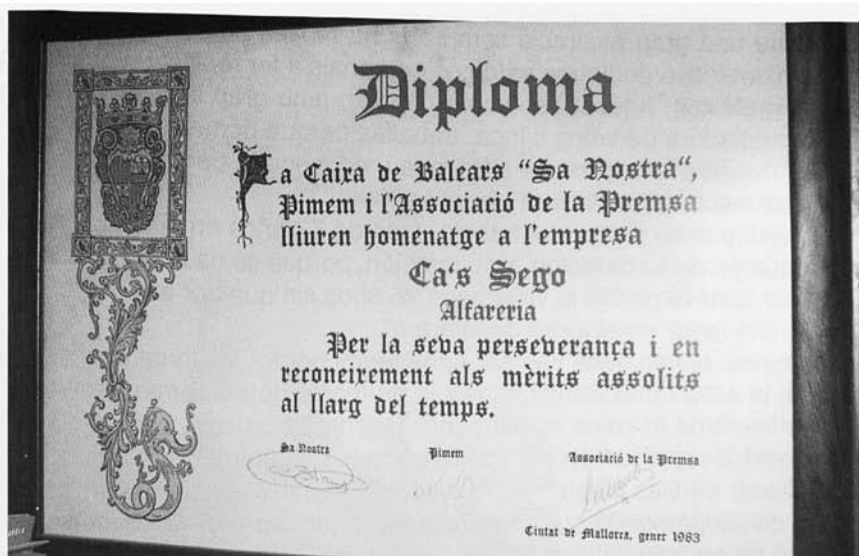 Diploma
La Caixa de Balears "Sa Nostra",
Pimem i l'Associació de la Premsa
lliuren homenatge a l'empresa
Ca's Sego
Alfareria
Per la seva perseverança i en
reconeixement als mèrits assolits
al llarg del temps.
Sa Nostra Pimem Associació de la Premsa
Ciutat de Mallorca, gener 1983